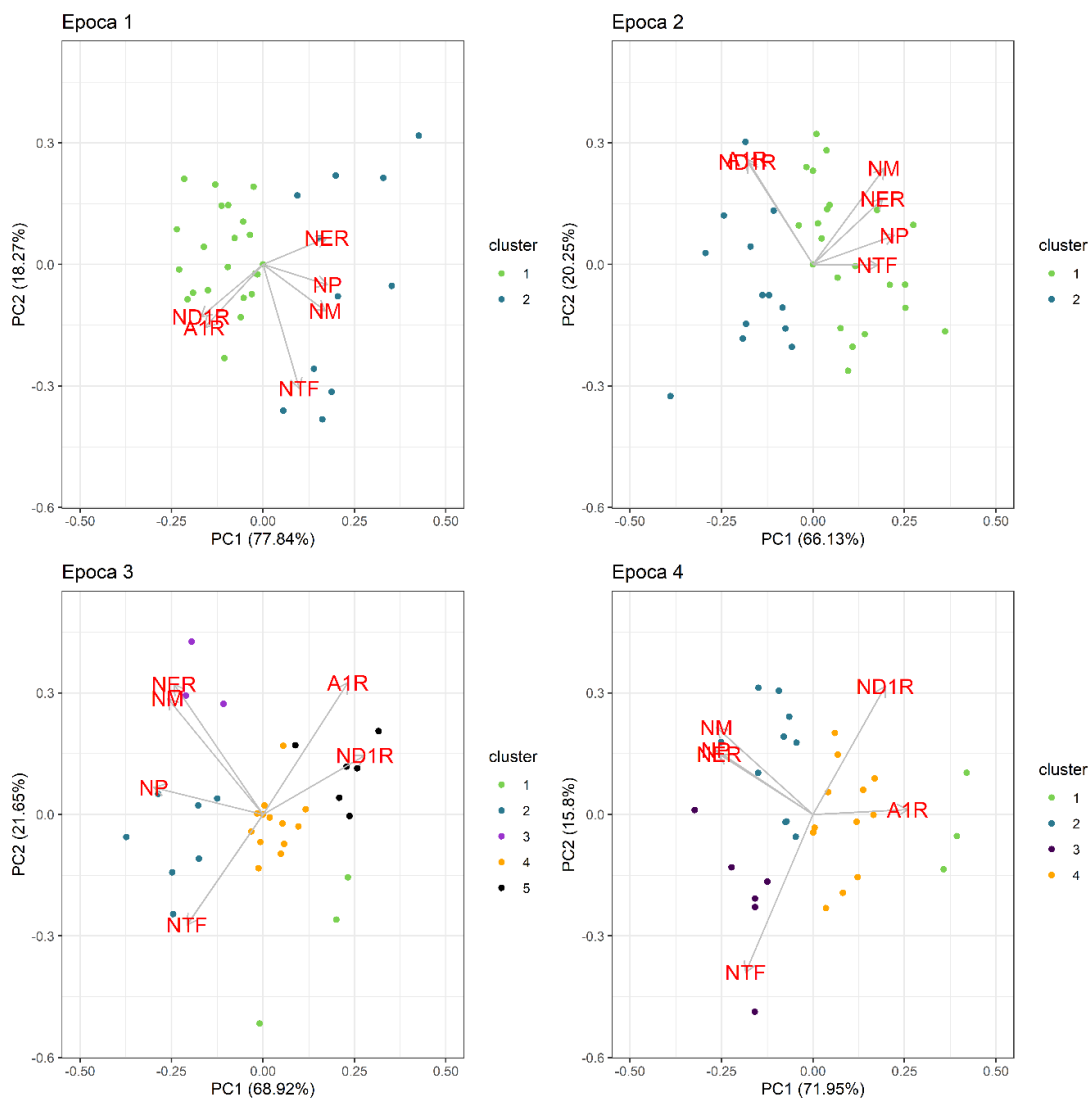 Epoca 1
0.3
0.0
-0.3
-0.6
PC2 (18.27%)
NER
NP
NM
ND1R
A1R
NTF
-0.50
-0.25
0.00
0.25
0.50
PC1 (77.84%)
cluster
1
2
Epoca 2
0.3
0.0
-0.3
-0.6
PC2 (20.25%)
A1R
ND1R
NM
NER
NP
NTF
-0.50
-0.25
0.00
0.25
0.50
PC1 (66.13%)
cluster
1
2
Epoca 3
0.3
0.0
-0.3
-0.6
PC2 (21.65%)
NER
NM
A1R
ND1R
NP
NTF
-0.50
-0.25
0.00
0.25
0.50
PC1 (68.92%)
cluster
1
2
3
4
5
Epoca 4
0.3
0.0
-0.3
-0.6
PC2 (15.8%)
ND1R
NM
NP
NER
A1R
NTF
-0.50
-0.25
0.00
0.25
0.50
PC1 (71.95%)
cluster
1
2
3
4